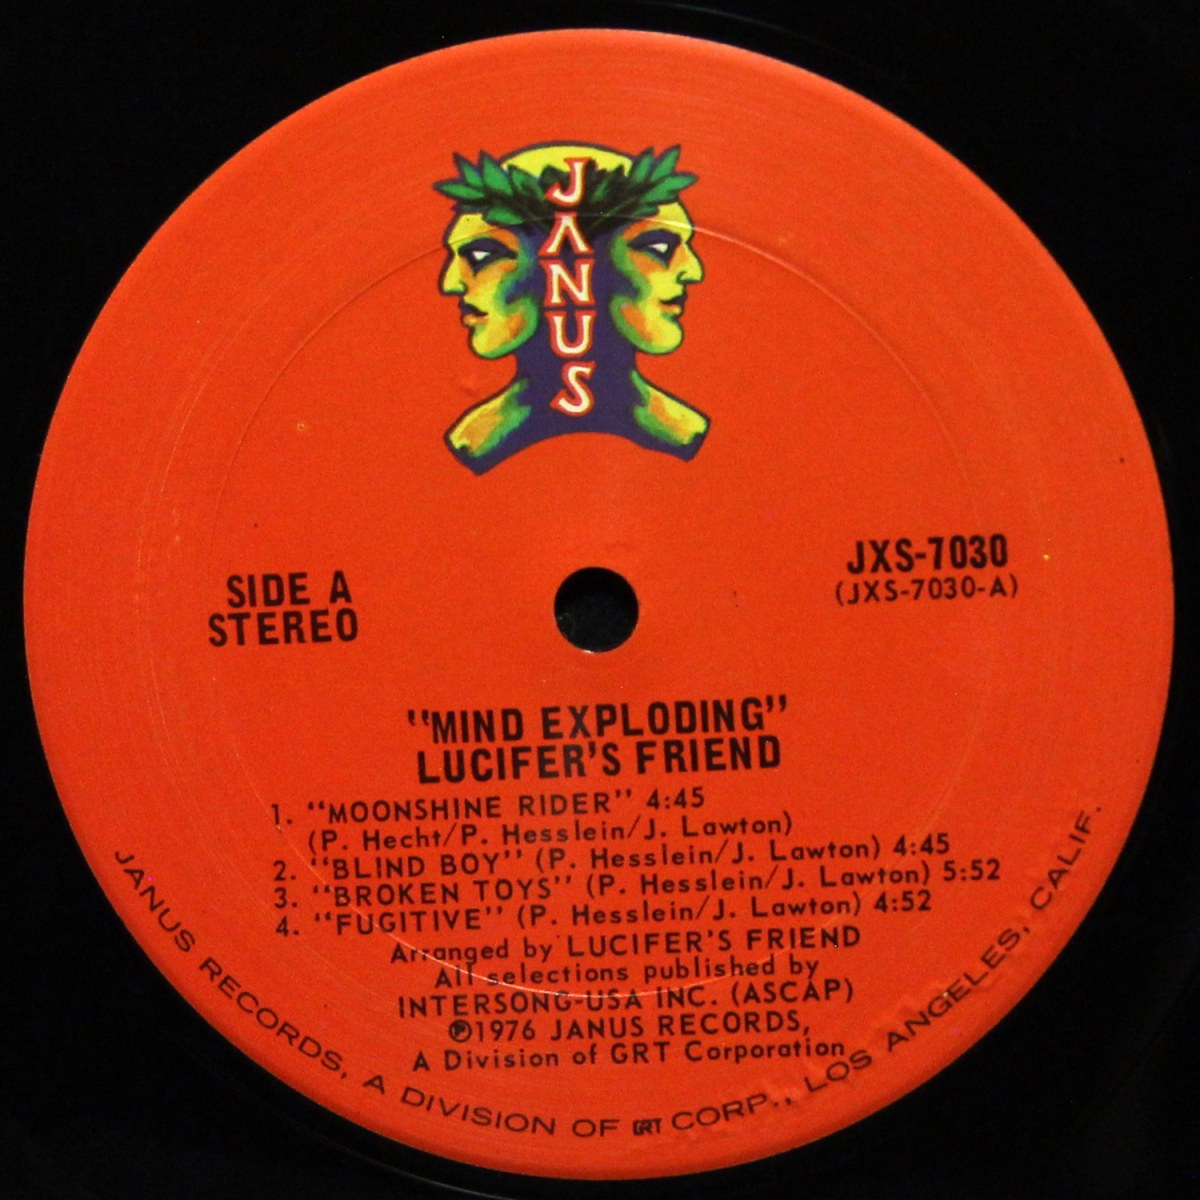 JANUS
SIDE A
STEREO
JXS-7030
(JXS-7030-A)
"MIND EXPLODING"
LUCIFER'S FRIEND
1. "MOONSHINE RIDER" 4:45
(P. Hecht/P. Hesslein/J. Lawton)
2. "BLIND BOY" (P. Hesslein/J. Lawton) 4:45
3. "BROKEN TOYS" (P. Hesslein/J. Lawton) 5:52
4. "FUGITIVE" (P. Hesslein/J. Lawton) 4:52
Arranged by LUCIFER'S FRIEND
All selections published by
INTERSONG-USA INC. (ASCAP)
℗1976 JANUS RECORDS,
A Division of GRT Corporation
JANUS RECORDS, A DIVISION OF GRT CORP., LOS ANGELES, CALIF.